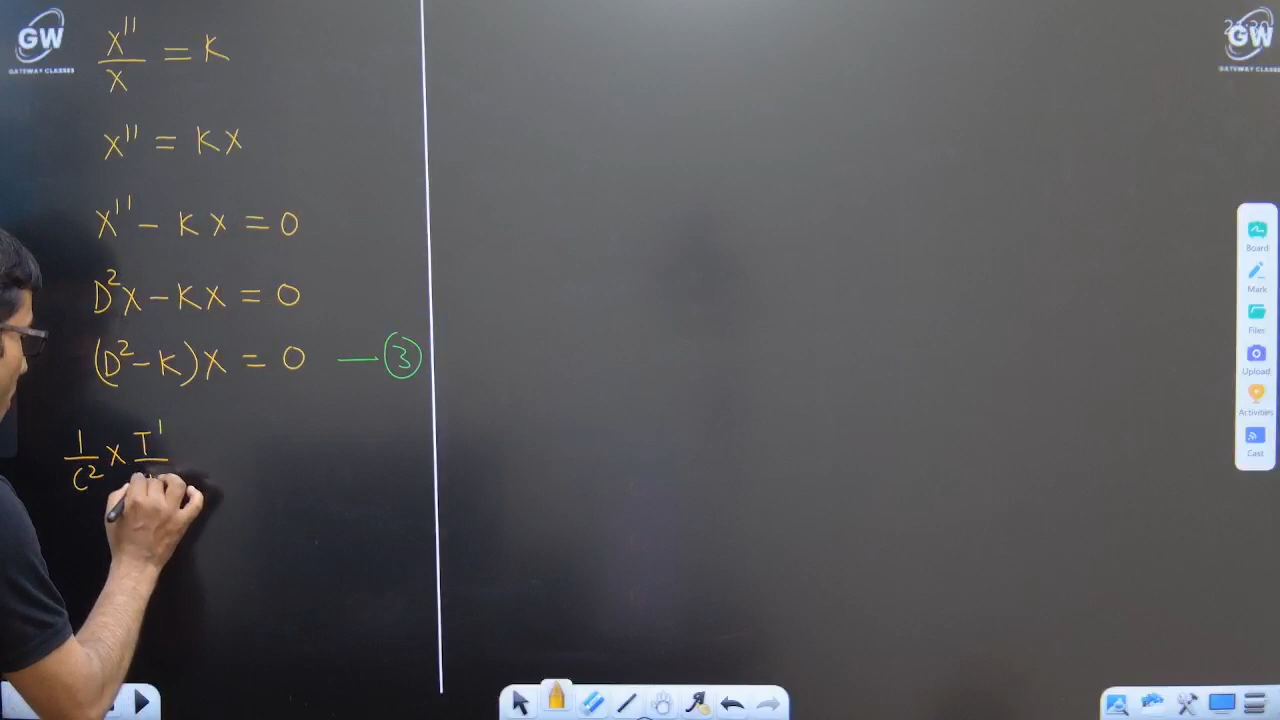 GW
GATEWAY CLASSES
X''/X = K
X'' = KX
X'' - KX = 0
D²X - KX = 0
(D² - K)X = 0 — ③
1/C² × T'/
GW
GATEWAY CLASSES
Board
Mark
Files
Upload
Activities
Cast